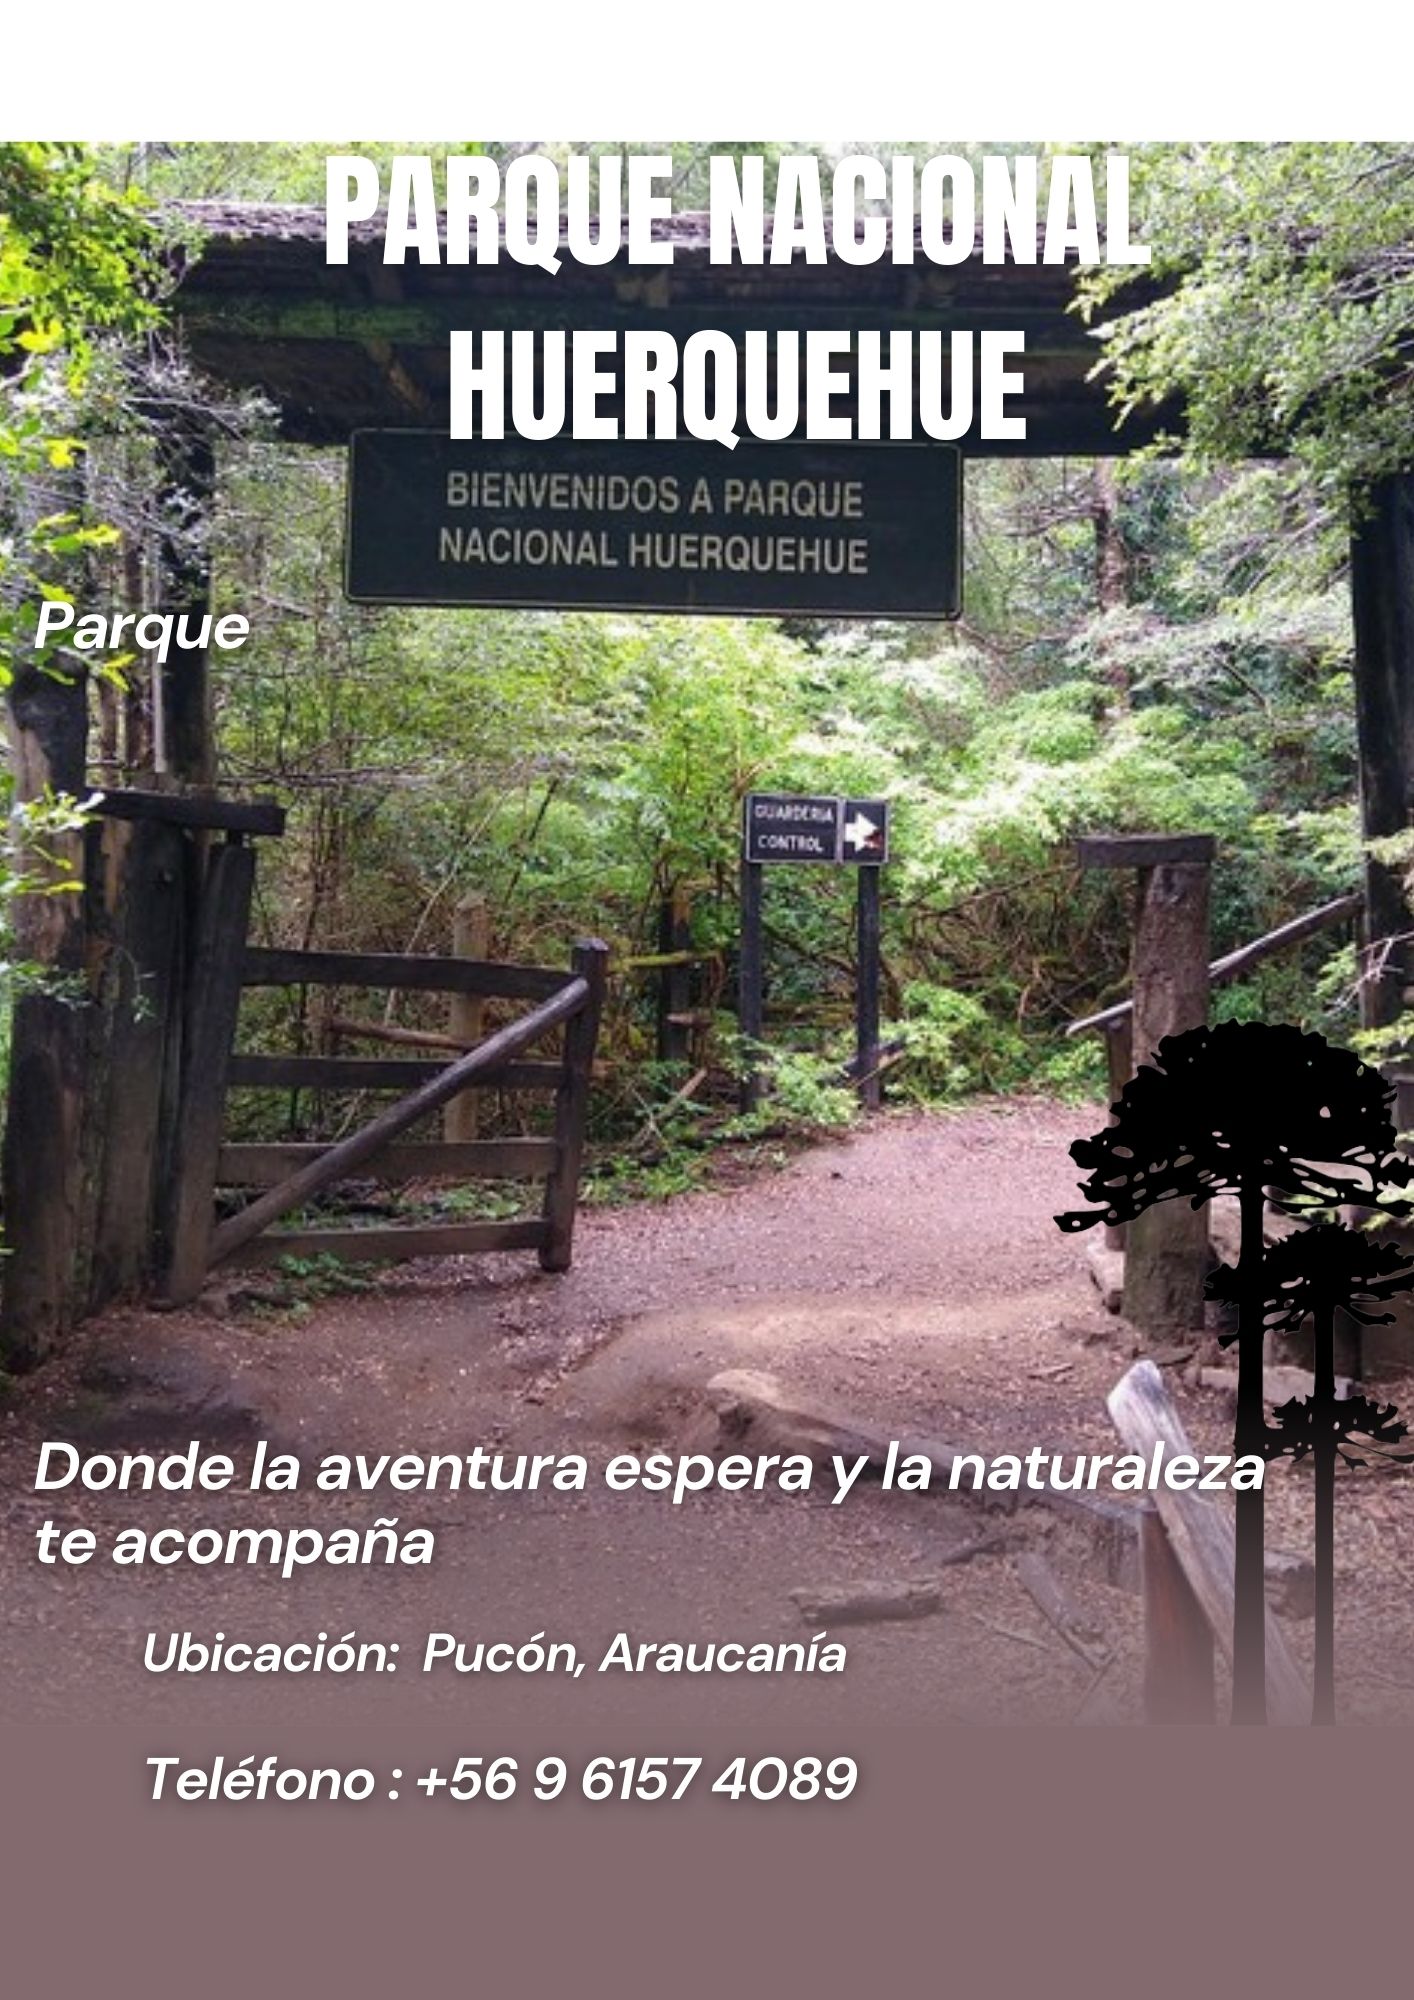 PARQUE NACIONAL
HUERQUEHUE
BIENVENIDOS A PARQUE
NACIONAL HUERQUEHUE
Parque
GUARDERIA
CONTROL
Donde la aventura espera y la naturaleza
te acompaña
Ubicación: Pucón, Araucanía
Teléfono : +56 9 6157 4089